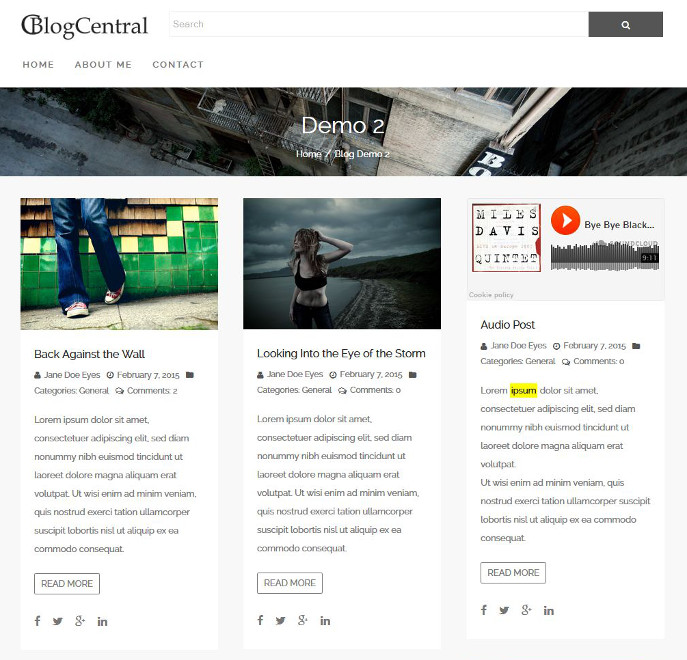 BlogCentral
Search
HOME ABOUT ME CONTACT
Demo 2
Home / Blog Demo 2
BO
Back Against the Wall
Jane Doe Eyes February 7, 2015
Categories: General Comments: 2
Lorem ipsum dolor sit amet,
consectetuer adipiscing elit, sed diam
nonummy nibh euismod tincidunt ut
laoreet dolore magna aliquam erat
volutpat. Ut wisi enim ad minim veniam,
quis nostrud exerci tation ullamcorper
suscipit lobortis nisl ut aliquip ex ea
commodo consequat.
READ MORE
Looking Into the Eye of the Storm
Jane Doe Eyes February 7, 2015
Categories: General Comments: 0
Lorem ipsum dolor sit amet,
consectetuer adipiscing elit, sed diam
nonummy nibh euismod tincidunt ut
laoreet dolore magna aliquam erat
volutpat. Ut wisi enim ad minim veniam,
quis nostrud exerci tation ullamcorper
suscipit lobortis nisl ut aliquip ex ea
commodo consequat.
READ MORE
MILES
DAVIS
QUINTET
Bye Bye Black...
SOUNDCLOUD
9:11
Cookie policy
Audio Post
Jane Doe Eyes February 7, 2015
Categories: General Comments: 0
Lorem ipsum dolor sit amet,
consectetuer adipiscing elit, sed diam
nonummy nibh euismod tincidunt ut
laoreet dolore magna aliquam erat
volutpat.
Ut wisi enim ad minim veniam, quis
nostrud exerci tation ullamcorper
suscipit lobortis nisl ut aliquip ex ea commodo
consequat.
READ MORE